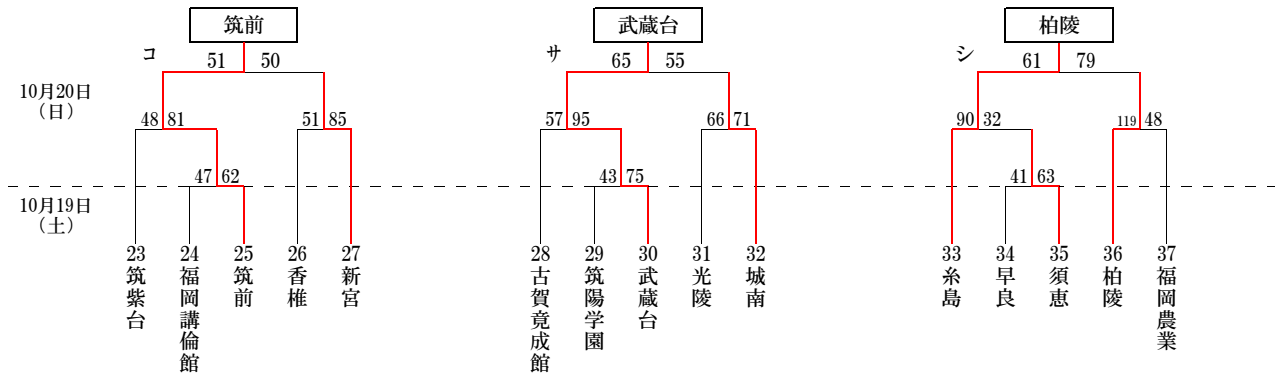 筑前
武蔵台
柏陵
コ
51 50
サ
65 55
シ
61 79
10月20日
（日）
48 81
51 85
57 95
66 71
90 32
119 48
47 62
43 75
41 63
10月19日
（土）
23
筑紫台
24
福岡講倫館
25
筑前
26
香椎
27
新宮
28
古賀竟成館
29
筑陽学園
30
武蔵台
31
光陵
32
城南
33
糸島
34
早良
35
須恵
36
柏陵
37
福岡農業